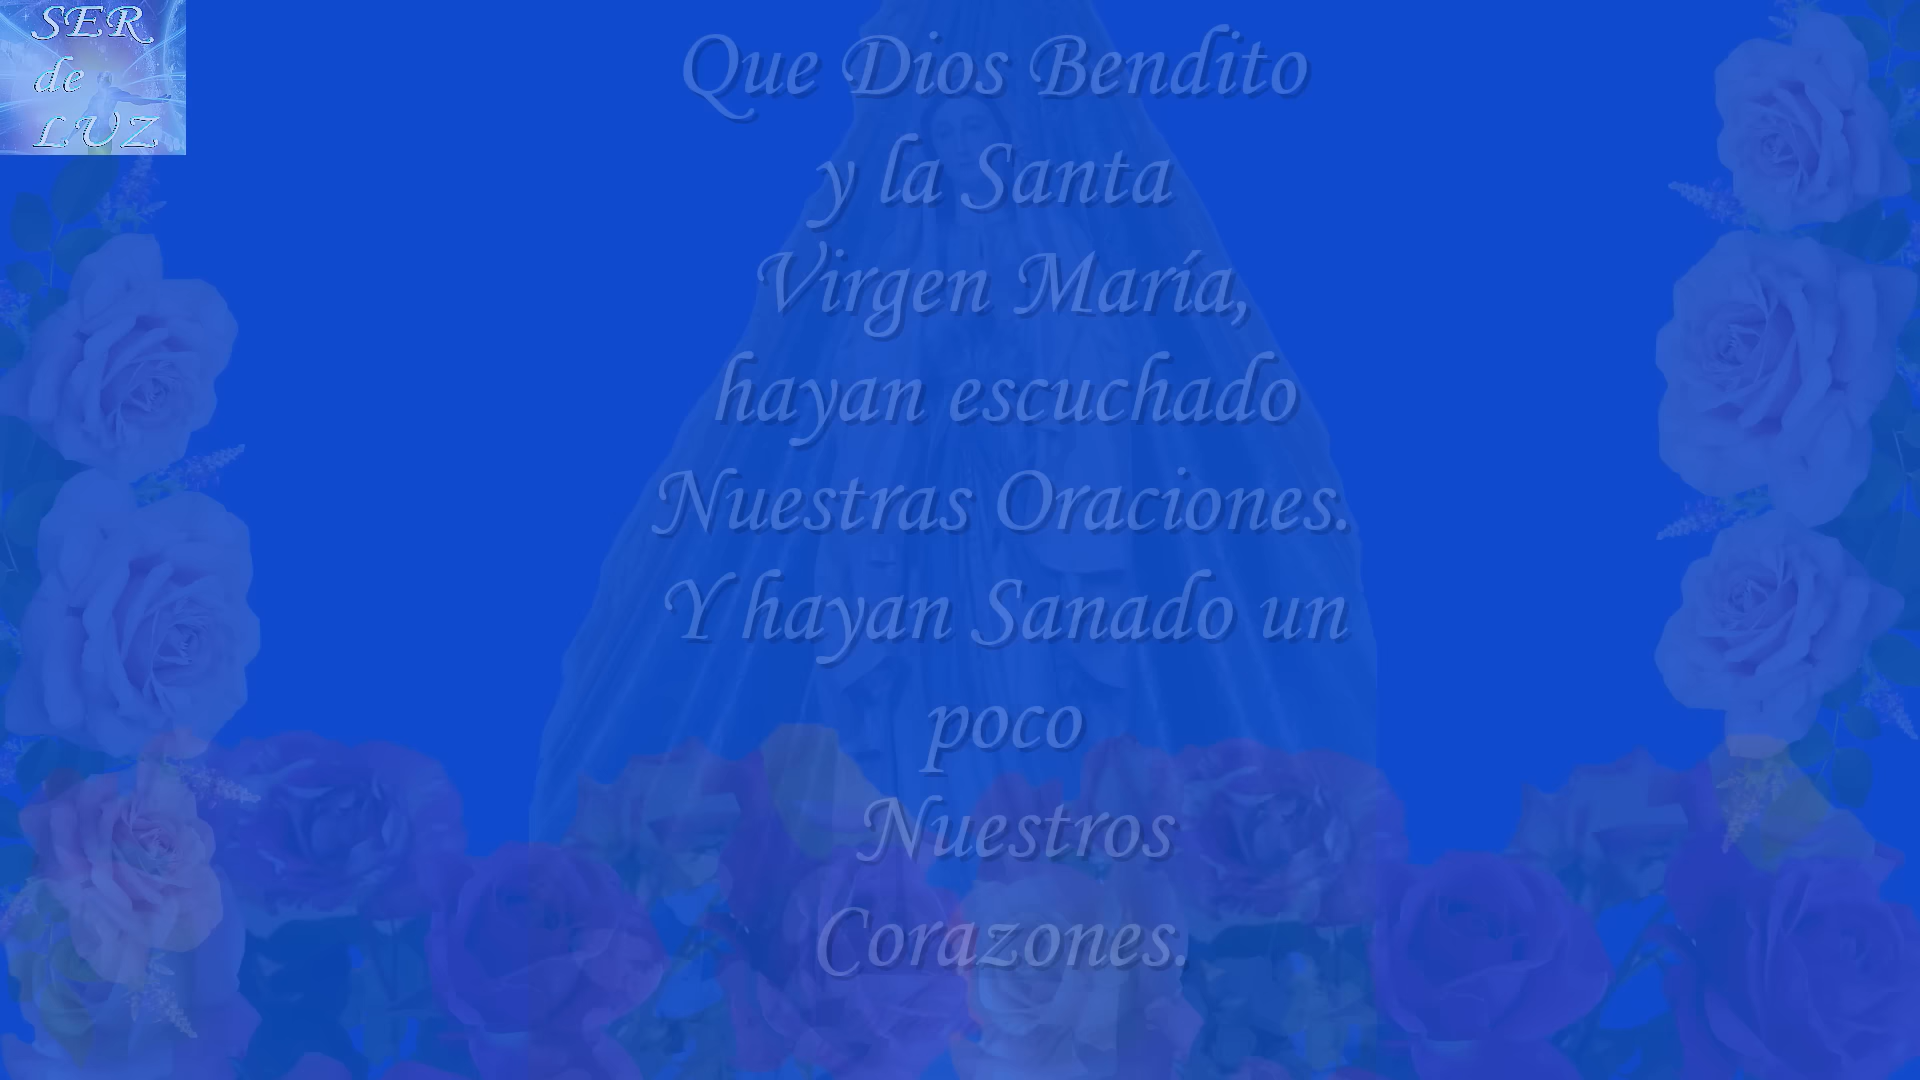 SER
de
LUZ
Que Dios Bendito
y la Santa
Virgen María,
hayan escuchado
Nuestras Oraciones.
Y hayan Sanado un
poco
Nuestros
Corazones.